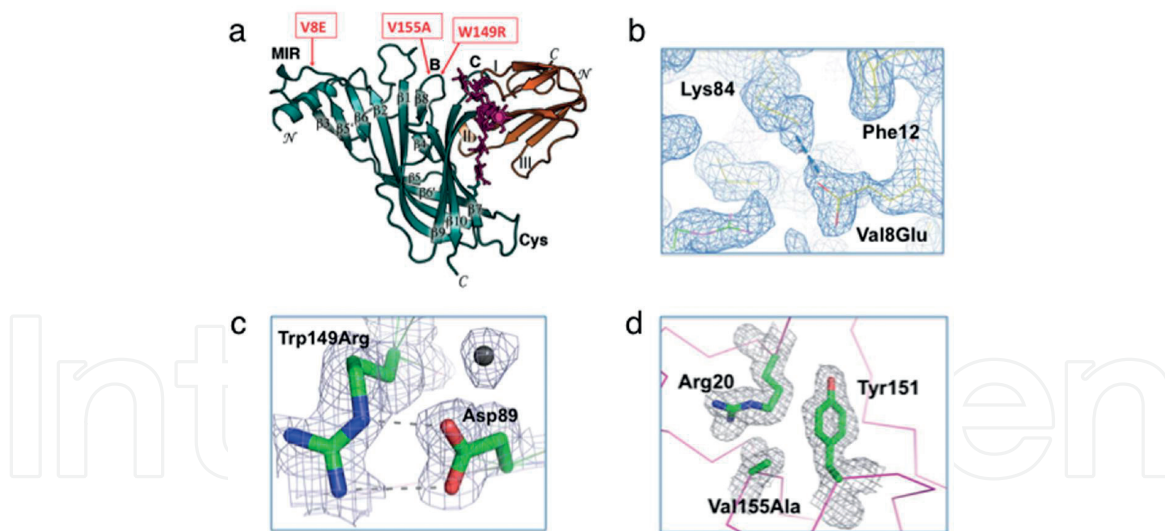 a
V8E
V155A
W149R
MIR
B
C
I
C
N
β1
β8
β2
β6
β5'
β3
N
II
β4
III
β5
β6'
β7
β10
β9
Cys
C
b
Lys84
Phe12
Val8Glu
c
Trp149Arg
Asp89
d
Arg20
Tyr151
Val155Ala
Inten